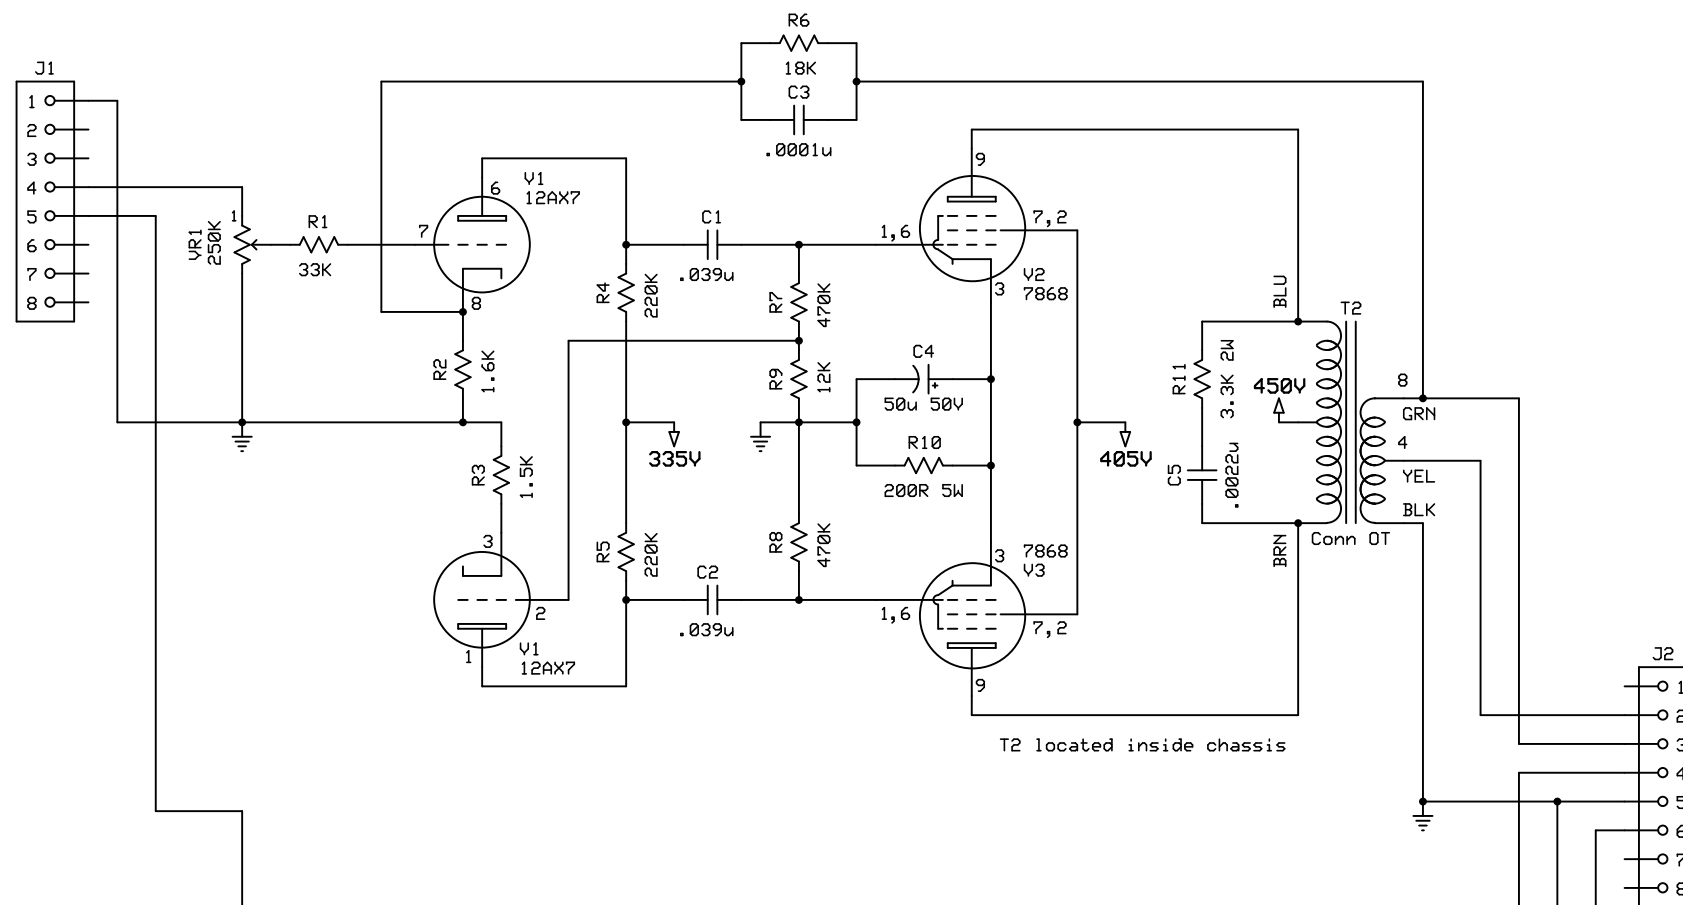 R6
18K
C3
.0001u
J1
1
2
3
4
5
6
7
8
VR1
250K
1
R1
33K
7
6
V1
12AX7
8
R2
1.6K
R3
1.5K
3
2
1
V1
12AX7
R4
220K
335V
R5
220K
C1
.039u
C2
.039u
R7
470K
R9
12K
R8
470K
9
1,6
7,2
3
V2
7868
C4
50u 50V
+
R10
200R 5W
405V
3
7868
V3
1,6
7,2
9
BLU
R11
3.3K 2W
450V
C5
.0022u
BRN
T2
Conn OT
8
GRN
4
YEL
BLK
T2 located inside chassis
J2
1
2
3
4
5
6
7
8